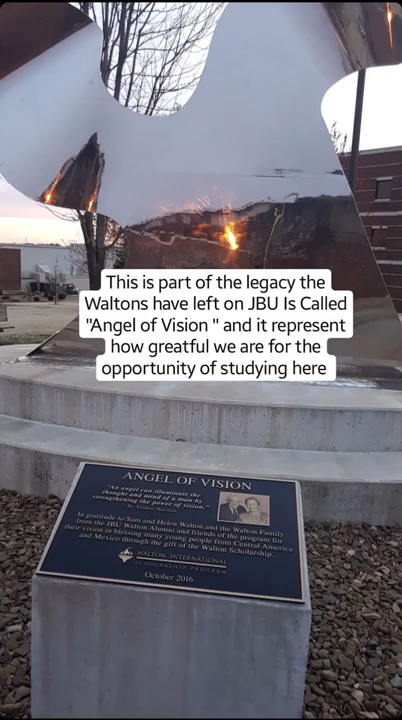 This is part of the legacy the
Waltons have left on JBU Is Called
"Angel of Vision " and it represent
how greatful we are for the
opportunity of studying here
ANGEL OF VISION
"An angel can illuminate the
thought and mind of a man by
strengthening the power of vision."
St. Thomas Aquinas
In gratitude to Sam and Helen Walton and the Walton Family
from the JBU Walton Alumni and friends of the program for
their vision in blessing many young people from Central America
and Mexico through the gift of the Walton Scholarship.
WALTON INTERNATIONAL
SCHOLARSHIP PROGRAM
October 2016